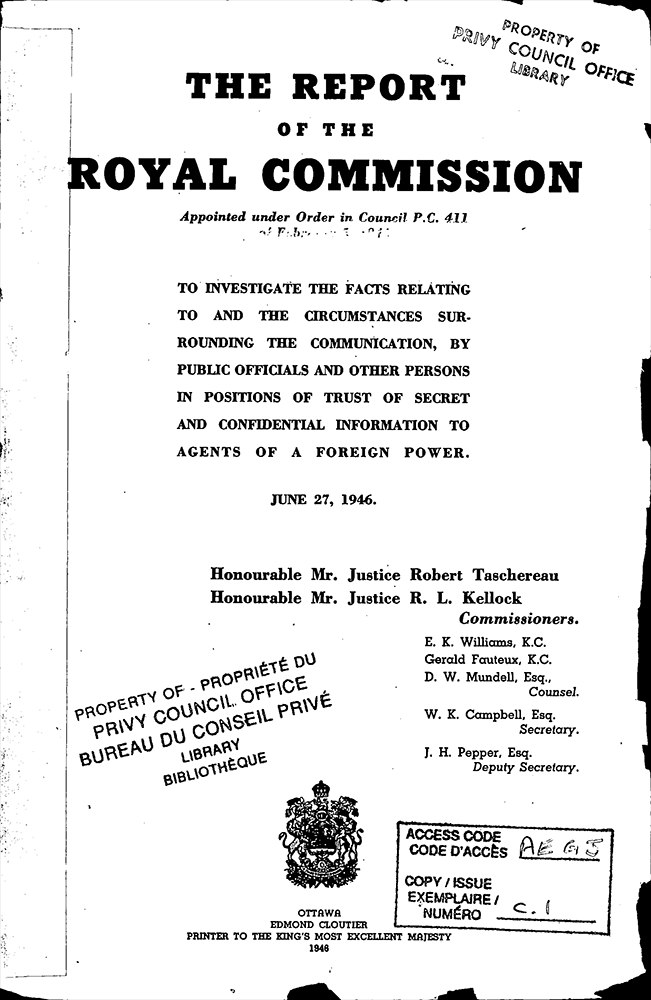 PROPERTY OF
PRIVY COUNCIL OFFICE
LIBRARY
THE REPORT
OF THE
ROYAL COMMISSION
Appointed under Order in Council P.C. 411
TO INVESTIGATE THE FACTS RELATING
TO AND THE CIRCUMSTANCES SUR-
ROUNDING THE COMMUNICATION, BY
PUBLIC OFFICIALS AND OTHER PERSONS
IN POSITIONS OF TRUST OF SECRET
AND CONFIDENTIAL INFORMATION TO
AGENTS OF A FOREIGN POWER.
JUNE 27, 1946.
Honourable Mr. Justice Robert Taschereau
Honourable Mr. Justice R. L. Kellock
Commissioners.
E. K. Williams, K.C.
Gerald Fauteux, K.C.
D. W. Mundell, Esq.,
Counsel.
W. K. Campbell, Esq.
Secretary.
J. H. Pepper, Esq.
Deputy Secretary.
PROPERTY OF - PROPRIÉTÉ DU
PRIVY COUNCIL OFFICE
BUREAU DU CONSEIL PRIVÉ
LIBRARY
BIBLIOTHÈQUE
ACCESS CODE
CODE D'ACCÈS
COPY / ISSUE
EXEMPLAIRE /
NUMÉRO C.1
OTTAWA
EDMOND CLOUTIER
PRINTER TO THE KING'S MOST EXCELLENT MAJESTY
1946